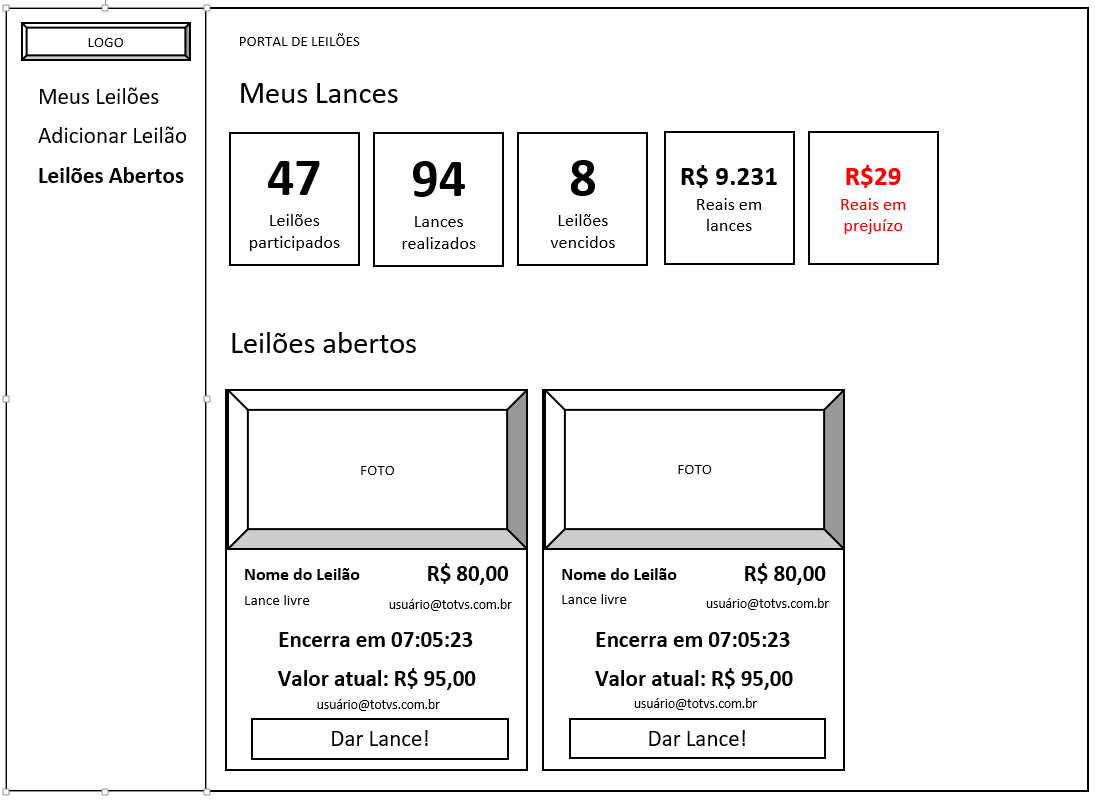 LOGO
Meus Leilões
Adicionar Leilão
Leilões Abertos
PORTAL DE LEILÕES
Meus Lances
47
Leilões
participados
94
Lances
realizados
8
Leilões
vencidos
R$ 9.231
Reais em
lances
R$29
Reais em
prejuízo
Leilões abertos
FOTO
Nome do Leilão
R$ 80,00
Lance livre
usuário@totvs.com.br
Encerra em 07:05:23
Valor atual: R$ 95,00
usuário@totvs.com.br
Dar Lance!
FOTO
Nome do Leilão
R$ 80,00
Lance livre
usuário@totvs.com.br
Encerra em 07:05:23
Valor atual: R$ 95,00
usuário@totvs.com.br
Dar Lance!